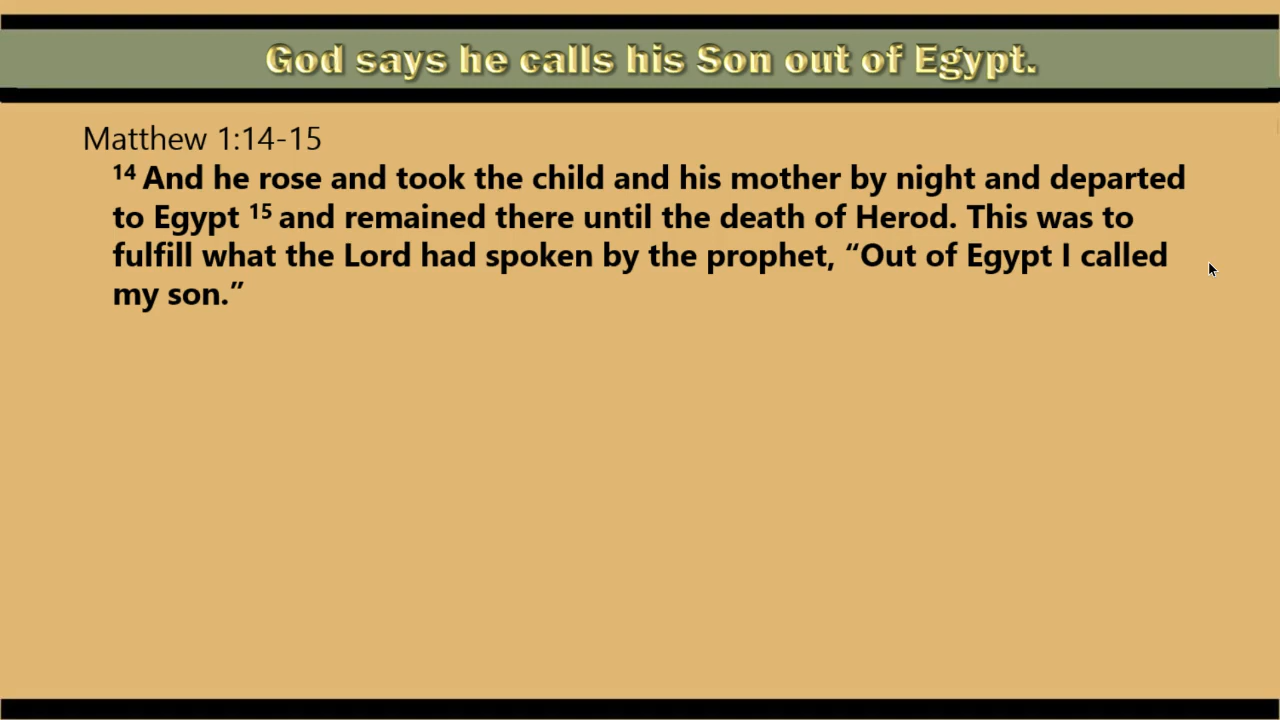 God says he calls his Son out of Egypt.
Matthew 1:14-15
14 And he rose and took the child and his mother by night and departed
to Egypt 15 and remained there until the death of Herod. This was to
fulfill what the Lord had spoken by the prophet, “Out of Egypt I called
my son.”